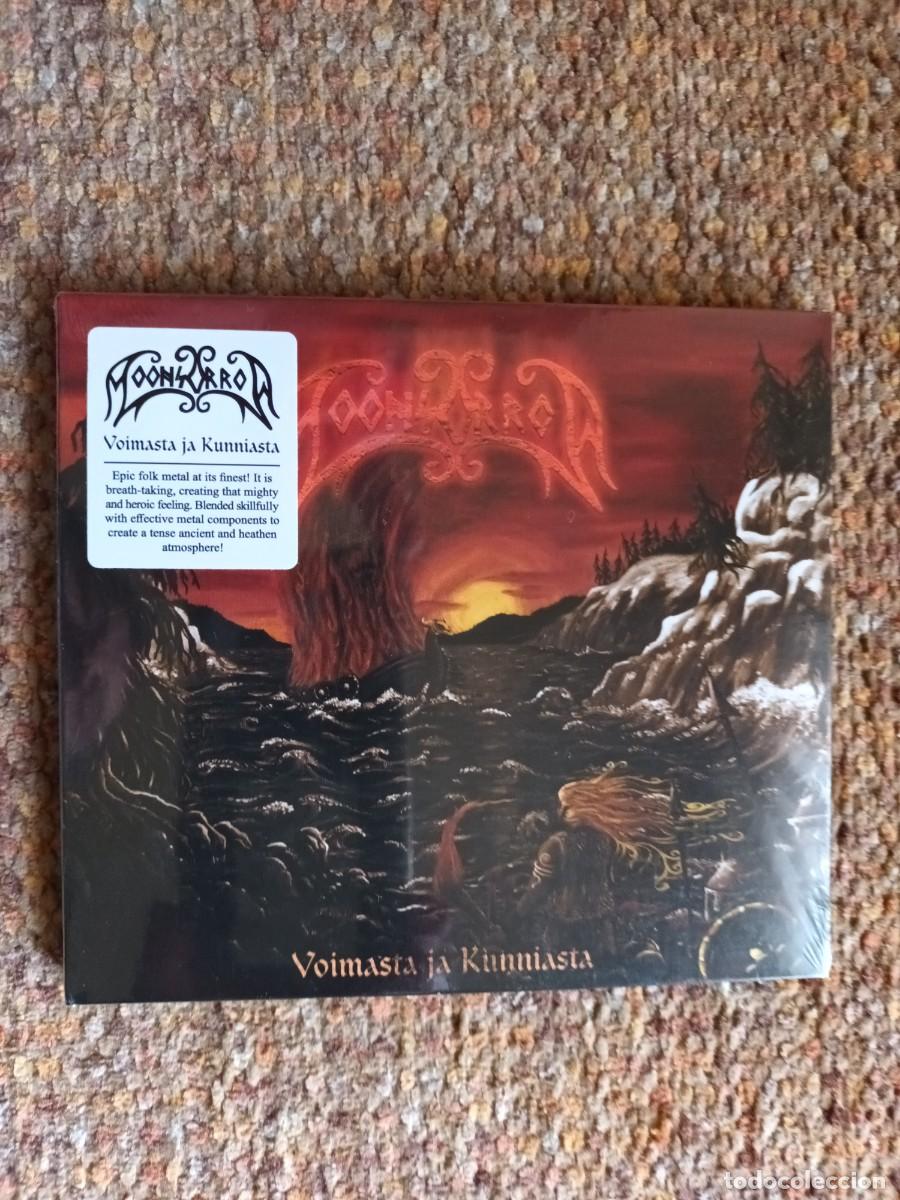 MOONSORROW
Voimasta ja Kunniasta
Epic folk metal at its finest! It is
breath-taking, creating that mighty
and heroic feeling. Blended skillfully
with effective metal components to
create a tense ancient and heathen
atmosphere!
MOONSORROW
Voimasta ja Kunniasta
todocoleccion